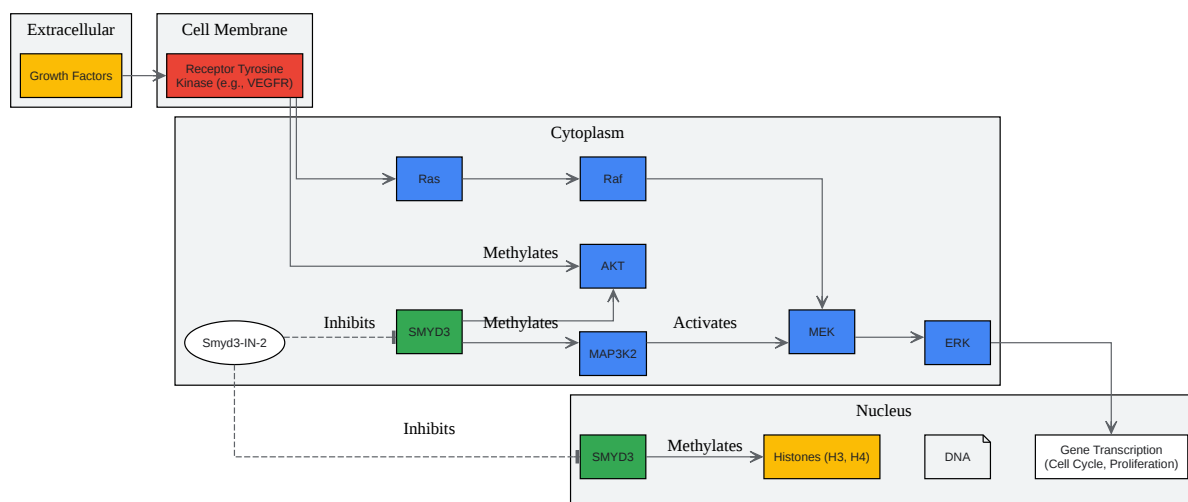 Extracellular
Cell Membrane
Growth Factors
Receptor Tyrosine
Kinase (e.g., VEGFR)
Cytoplasm
Ras
Raf
Methylates
AKT
Inhibits
Methylates
Activates
Smyd3-IN-2
SMYD3
MAP3K2
MEK
ERK
Nucleus
Inhibits
SMYD3
Methylates
Histones (H3, H4)
DNA
Gene Transcription
(Cell Cycle, Proliferation)